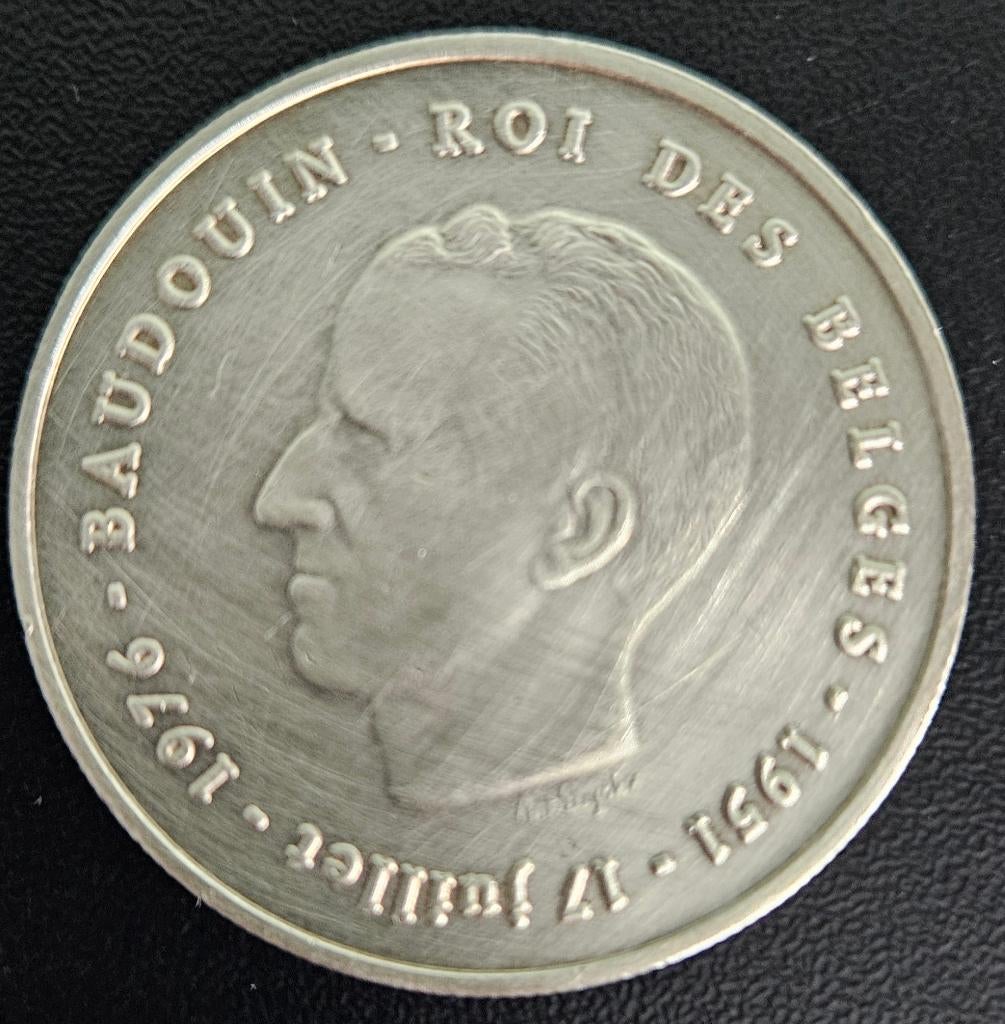 BAUDOUIN - ROI DES BELGES - 1951 - 17 juillet - 1976 -